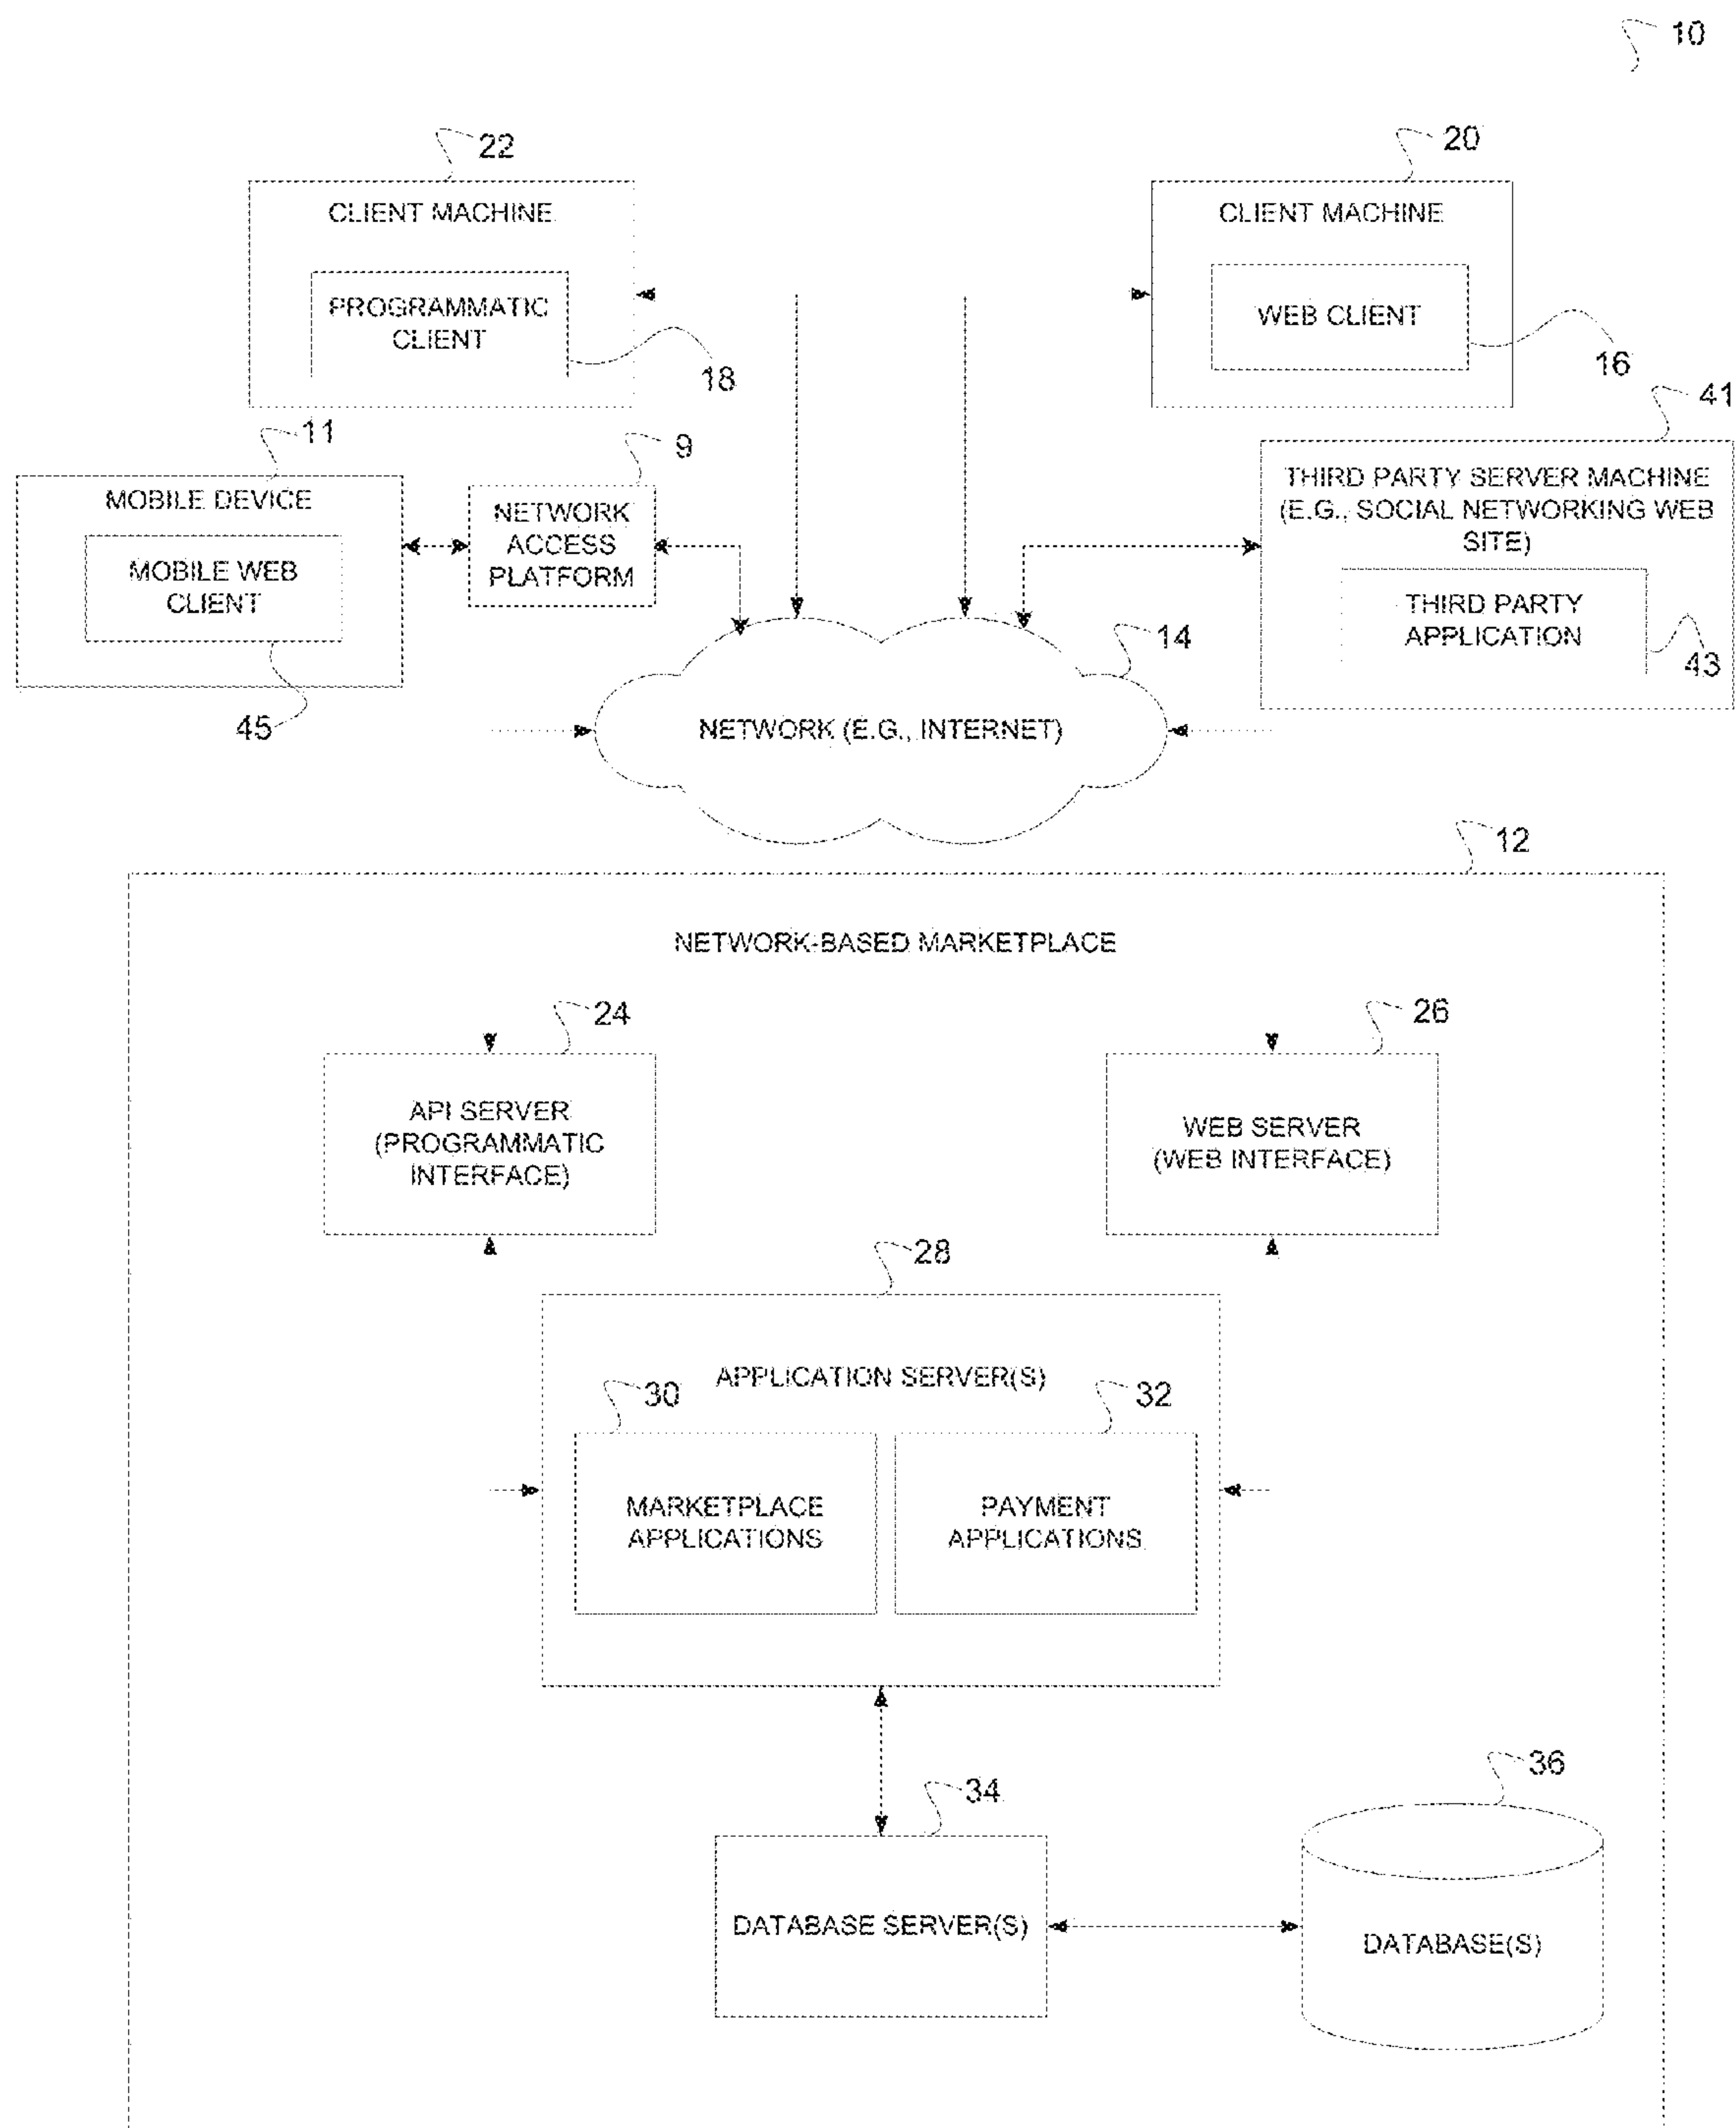 10
22
20
CLIENT MACHINE
CLIENT MACHINE
PROGRAMMATIC
CLIENT
WEB CLIENT
18
16
41
11
9
MOBILE DEVICE
NETWORK
ACCESS
PLATFORM
THIRD PARTY SERVER MACHINE
(E.G., SOCIAL NETWORKING WEB
SITE)
MOBILE WEB
CLIENT
THIRD PARTY
APPLICATION
14
43
45
NETWORK (E.G., INTERNET)
12
NETWORK-BASED MARKETPLACE
24
26
API SERVER
(PROGRAMMATIC
INTERFACE)
WEB SERVER
(WEB INTERFACE)
28
APPLICATION SERVER(S)
30
32
MARKETPLACE
APPLICATIONS
PAYMENT
APPLICATIONS
34
36
DATABASE SERVER(S)
DATABASE(S)